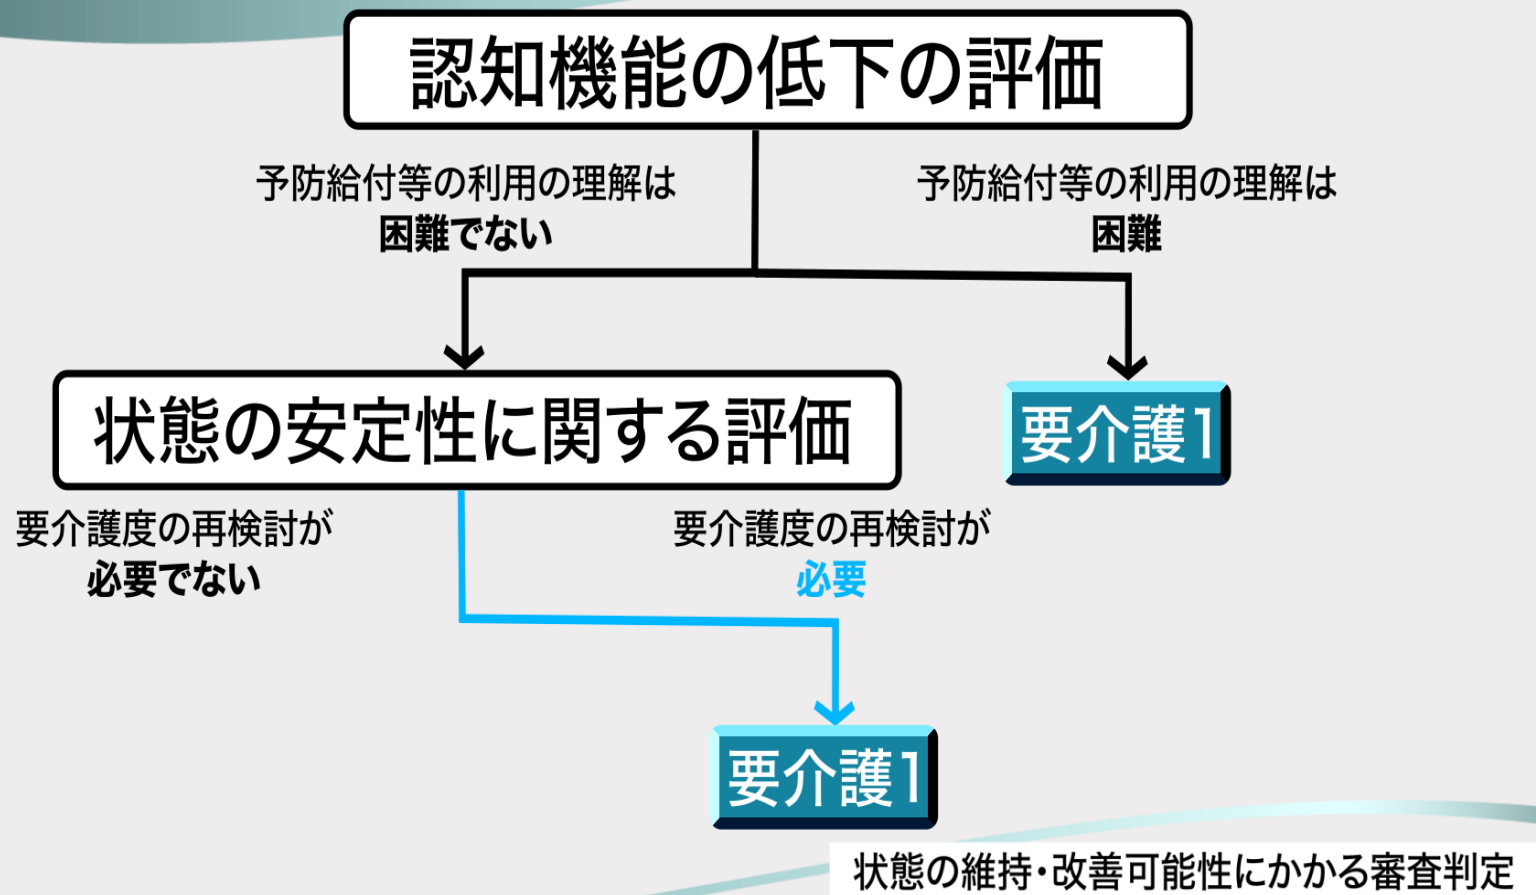 認知機能の低下の評価
予防給付等の利用の理解は
困難でない
予防給付等の利用の理解は
困難
状態の安定性に関する評価
要介護1
要介護度の再検討が
必要でない
要介護度の再検討が
必要
要介護1
状態の維持・改善可能性にかかる審査判定